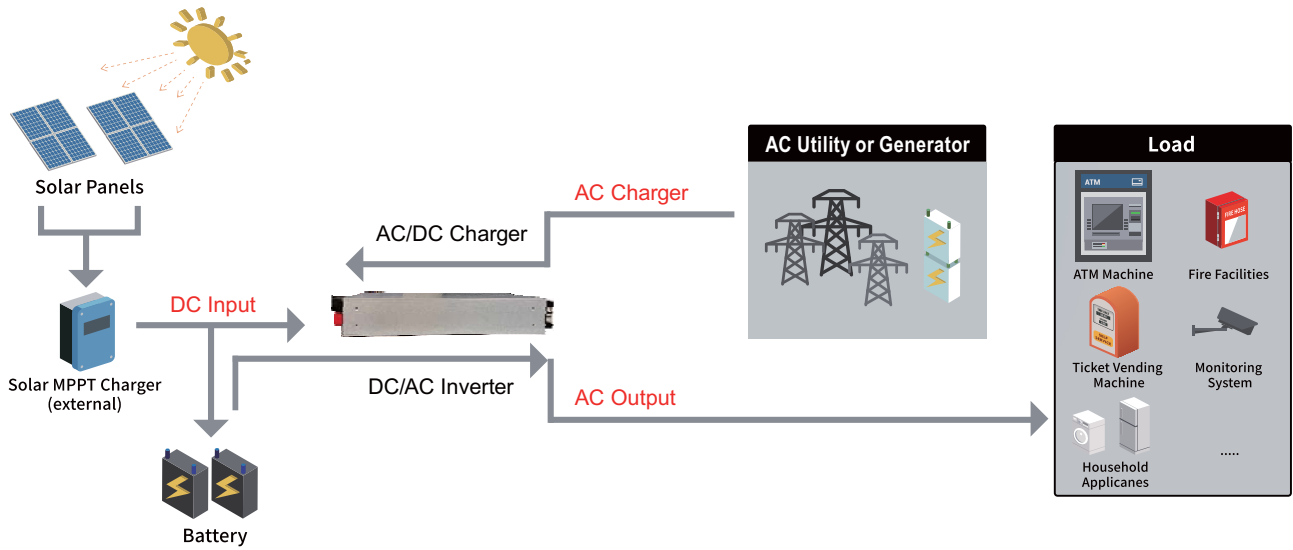 Solar Panels
Solar MPPT Charger
(external)
DC Input
Battery
AC Charger
AC/DC Charger
DC/AC Inverter
AC Output
AC Utility or Generator
Load
ATM
ATM Machine
FIRE HOSE
Fire Facilities
Ticket Vending
Machine
Monitoring
System
Household
Applicanes
.....